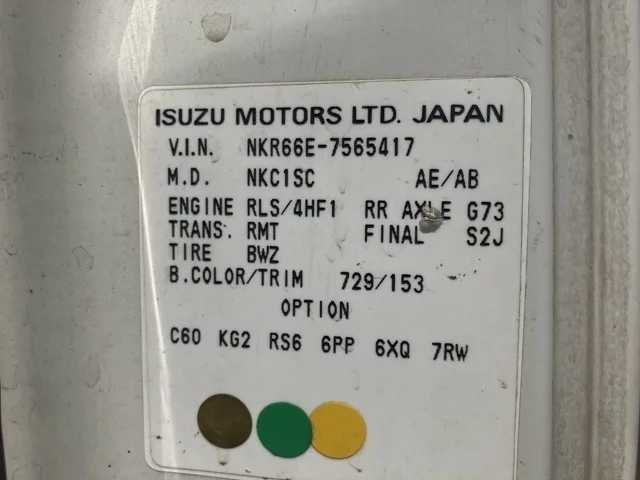 ISUZU MOTORS LTD. JAPAN
V.I.N. NKR66E-7565417
M.D. NKC1SC AE/AB
ENGINE RLS/4HF1 RR AXLE G73
TRANS. RMT FINAL S2J
TIRE BWZ
B.COLOR/TRIM 729/153
OPTION
C60 KG2 RS6 6PP 6XQ 7RW